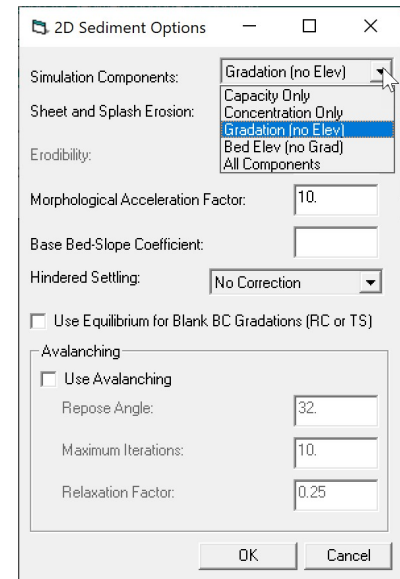 2D Sediment Options
Simulation Components: Gradation (no Elev)
Capacity Only
Sheet and Splash Erosion: Concentration Only
Gradation (no Elev)
Erodibility: Bed Elev (no Grad)
All Components
Morphological Acceleration Factor: 10.
Base Bed-Slope Coefficient:
Hindered Settling: No Correction
Use Equilibrium for Blank BC Gradations (RC or TS)
Avalanching
Use Avalanching
Repose Angle: 32.
Maximum Iterations: 10.
Relaxation Factor: 0.25
OK Cancel